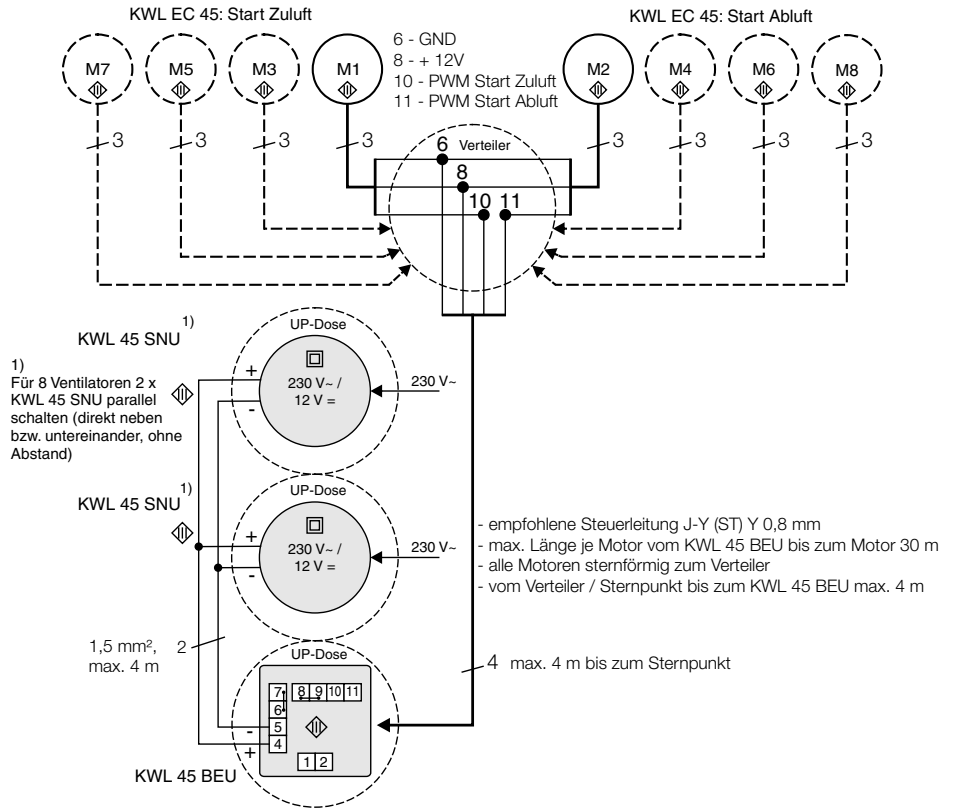 KWL EC 45: Start Zuluft
KWL EC 45: Start Abluft
M7
M5
M3
M1
M2
M4
M6
M8
6 - GND
8 - + 12V
10 - PWM Start Zuluft
11 - PWM Start Abluft
3
3
3
3
3
3
3
3
6
Verteiler
8
10
11
KWL 45 SNU 1)
UP-Dose
230 V~ /
12 V =
+
-
230 V~
1)
Für 8 Ventilatoren 2 x
KWL 45 SNU parallel
schalten (direkt neben
bzw. untereinander, ohne
Abstand)
KWL 45 SNU 1)
UP-Dose
230 V~ /
12 V =
+
-
230 V~
- empfohlene Steuerleitung J-Y (ST) Y 0,8 mm
- max. Länge je Motor vom KWL 45 BEU bis zum Motor 30 m
- alle Motoren sternförmig zum Verteiler
- vom Verteiler / Sternpunkt bis zum KWL 45 BEU max. 4 m
1,5 mm²,
max. 4 m
2
UP-Dose
4 max. 4 m bis zum Sternpunkt
7
8
9
10
11
6
5
4
-
+
1
2
KWL 45 BEU